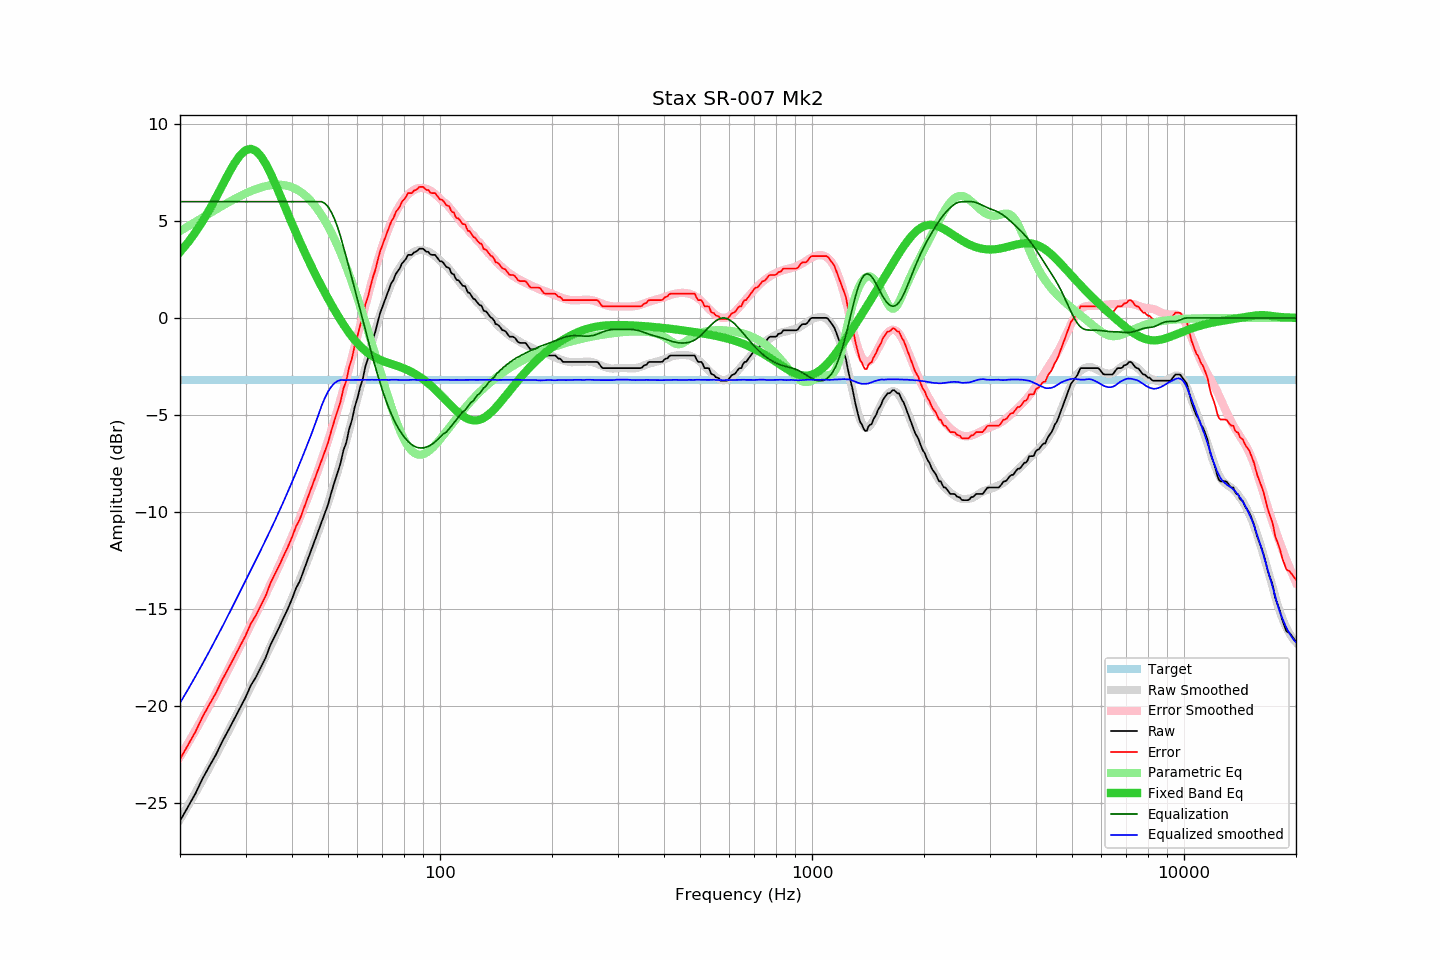 Stax SR-007 Mk2
10
5
0
−5
−10
−15
−20
−25
Amplitude (dBr)
100
1000
10000
Frequency (Hz)
Target
Raw Smoothed
Error Smoothed
Raw
Error
Parametric Eq
Fixed Band Eq
Equalization
Equalized smoothed